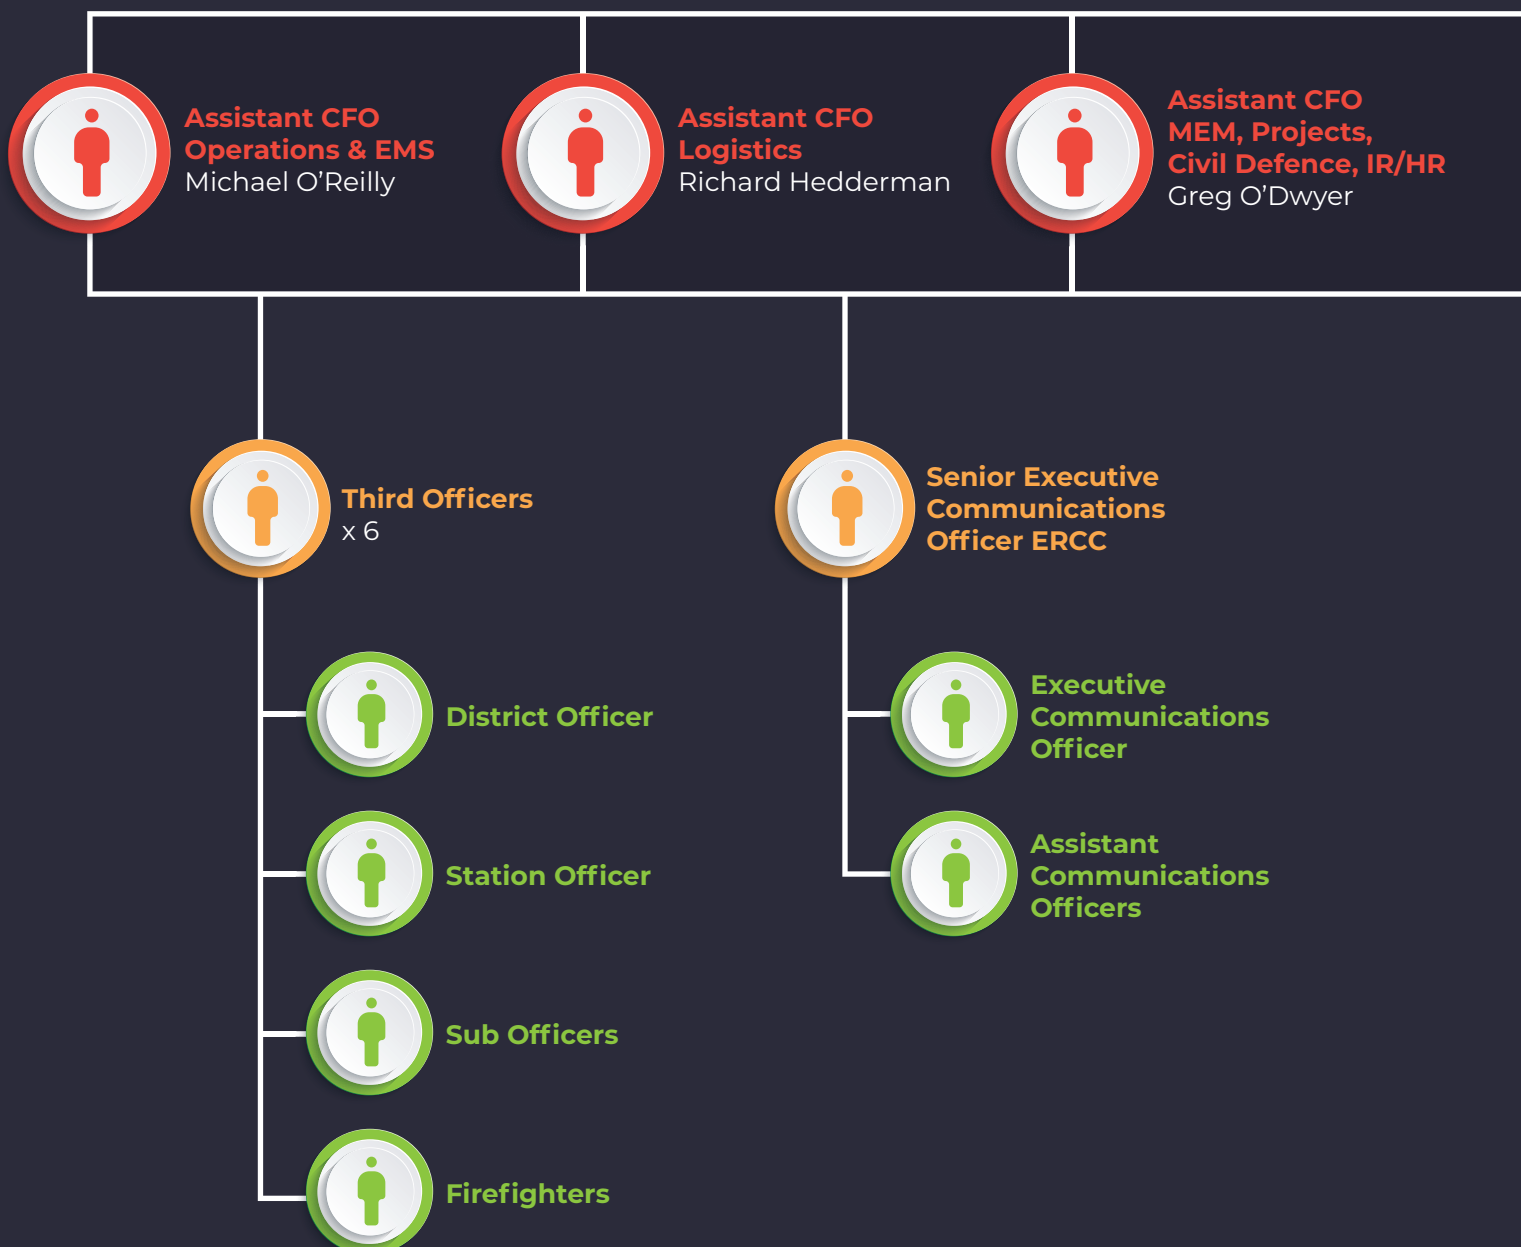 Assistant CFO
Operations & EMS
Michael O’Reilly
Assistant CFO
Logistics
Richard Hedderman
Assistant CFO
MEM, Projects,
Civil Defence, IR/HR
Greg O’Dwyer
Third Officers
x 6
Senior Executive
Communications
Officer ERCC
District Officer
Station Officer
Sub Officers
Firefighters
Executive
Communications
Officer
Assistant
Communications
Officers